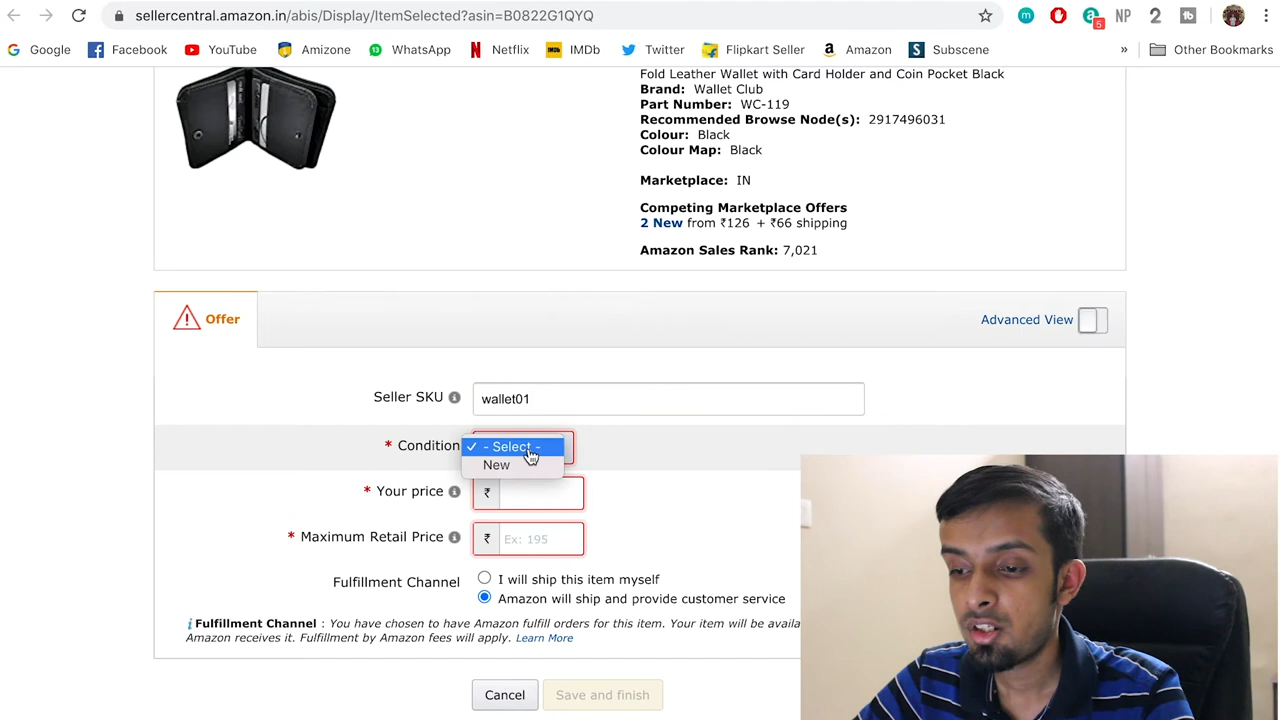 sellercentral.amazon.in/abis/Display/ItemSelected?asin=B0822G1QYQ
5 NP 2
Google Facebook YouTube Amizone WhatsApp Netflix IMDb Twitter Flipkart Seller Amazon Subscene » Other Bookmarks
Fold Leather Wallet with Card Holder and Coin Pocket Black
Brand: Wallet Club
Part Number: WC-119
Recommended Browse Node(s): 2917496031
Colour: Black
Colour Map: Black
Marketplace: IN
Competing Marketplace Offers
2 New from ₹126 + ₹66 shipping
Amazon Sales Rank: 7,021
Offer
Advanced View
Seller SKU wallet01
* Condition ✓ - Select -
New
* Your price ₹
* Maximum Retail Price ₹ Ex: 195
Fulfillment Channel I will ship this item myself
Amazon will ship and provide customer service
Fulfillment Channel : You have chosen to have Amazon fulfill orders for this item. Your item will be availa
Amazon receives it. Fulfillment by Amazon fees will apply. Learn More
Cancel Save and finish